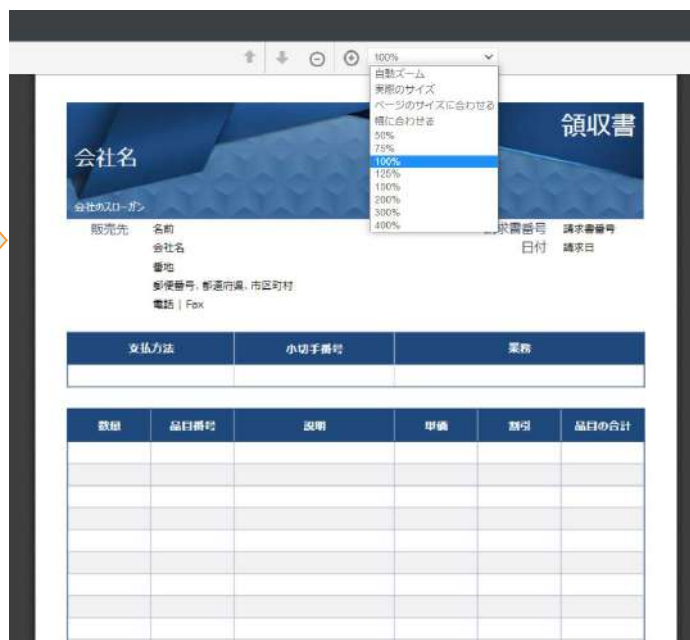 100%
自動ズーム
実際のサイズ
ページのサイズに合わせる
幅に合わせる
50%
75%
100%
125%
150%
200%
300%
400%
領収書
会社名
会社のスローガン
販売先 名前 求書番号 請求書番号
会社名 日付 請求日
番地
郵便番号、都道府県、市区町村
電話 | Fax
支払方法 小切手番号 業務
数量 品目番号 説明 単価 割引 品目の合計